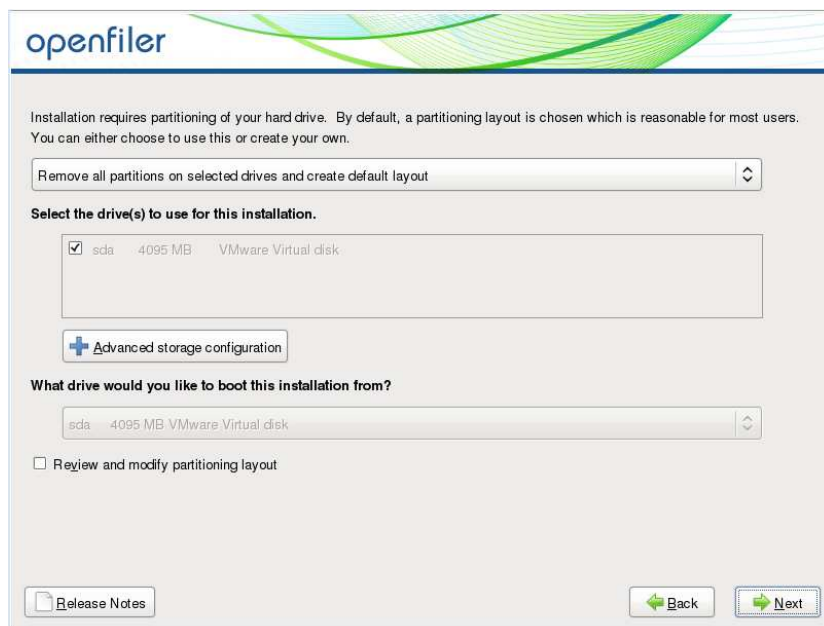 openfiler
Installation requires partitioning of your hard drive. By default, a partitioning layout is chosen which is reasonable for most users.
You can either choose to use this or create your own.
Remove all partitions on selected drives and create default layout
Select the drive(s) to use for this installation.
sda 4095 MB VMware Virtual disk
Advanced storage configuration
What drive would you like to boot this installation from?
sda 4095 MB VMware Virtual disk
Review and modify partitioning layout
Release Notes
Back
Next